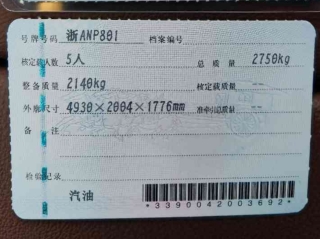 号牌号码 浙ANP801 档案编号
核定载人数 5人 总质量 2750kg
整备质量 2140kg 核定载质量 --
外廓尺寸 4930×2004×1776mm 准牵引总质量 --
备注
检验记录
汽油
*3390042003692*